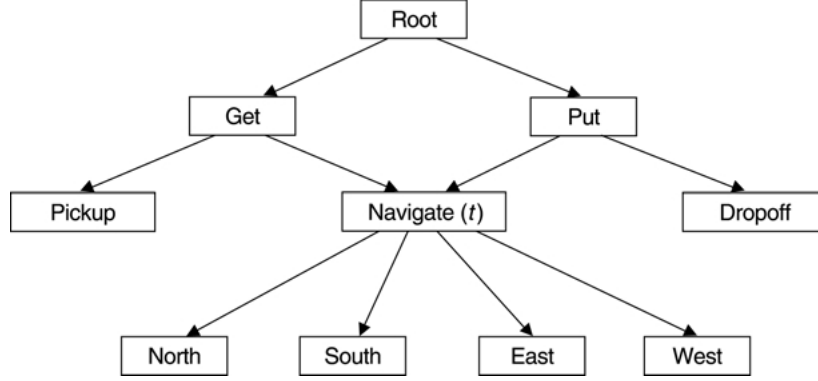 Root
Get
Put
Pickup
Navigate (t)
Dropoff
North
South
East
West